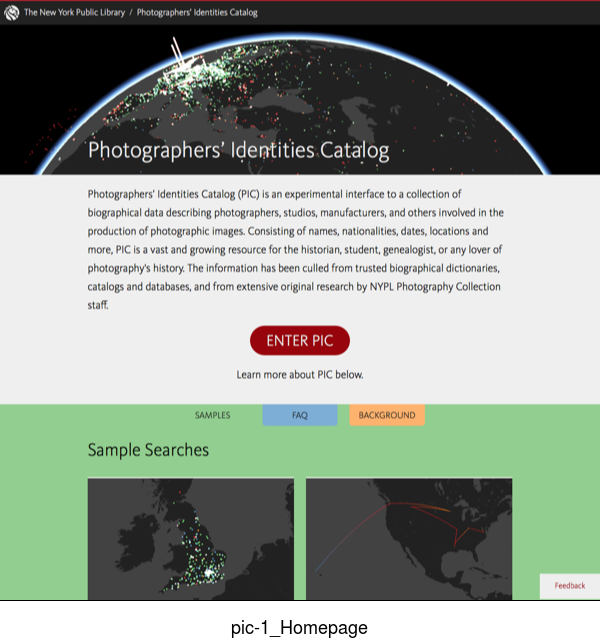 The New York Public Library / Photographers' Identities Catalog
Photographers' Identities Catalog
Photographers' Identities Catalog (PIC) is an experimental interface to a collection of
biographical data describing photographers, studios, manufacturers, and others involved in the
production of photographic images. Consisting of names, nationalities, dates, locations and
more, PIC is a vast and growing resource for the historian, student, genealogist, or any lover of
photography's history. The information has been culled from trusted biographical dictionaries,
catalogs and databases, and from extensive original research by NYPL Photography Collection
staff.
ENTER PIC
Learn more about PIC below.
SAMPLES FAQ BACKGROUND
Sample Searches
Feedback
pic-1_Homepage